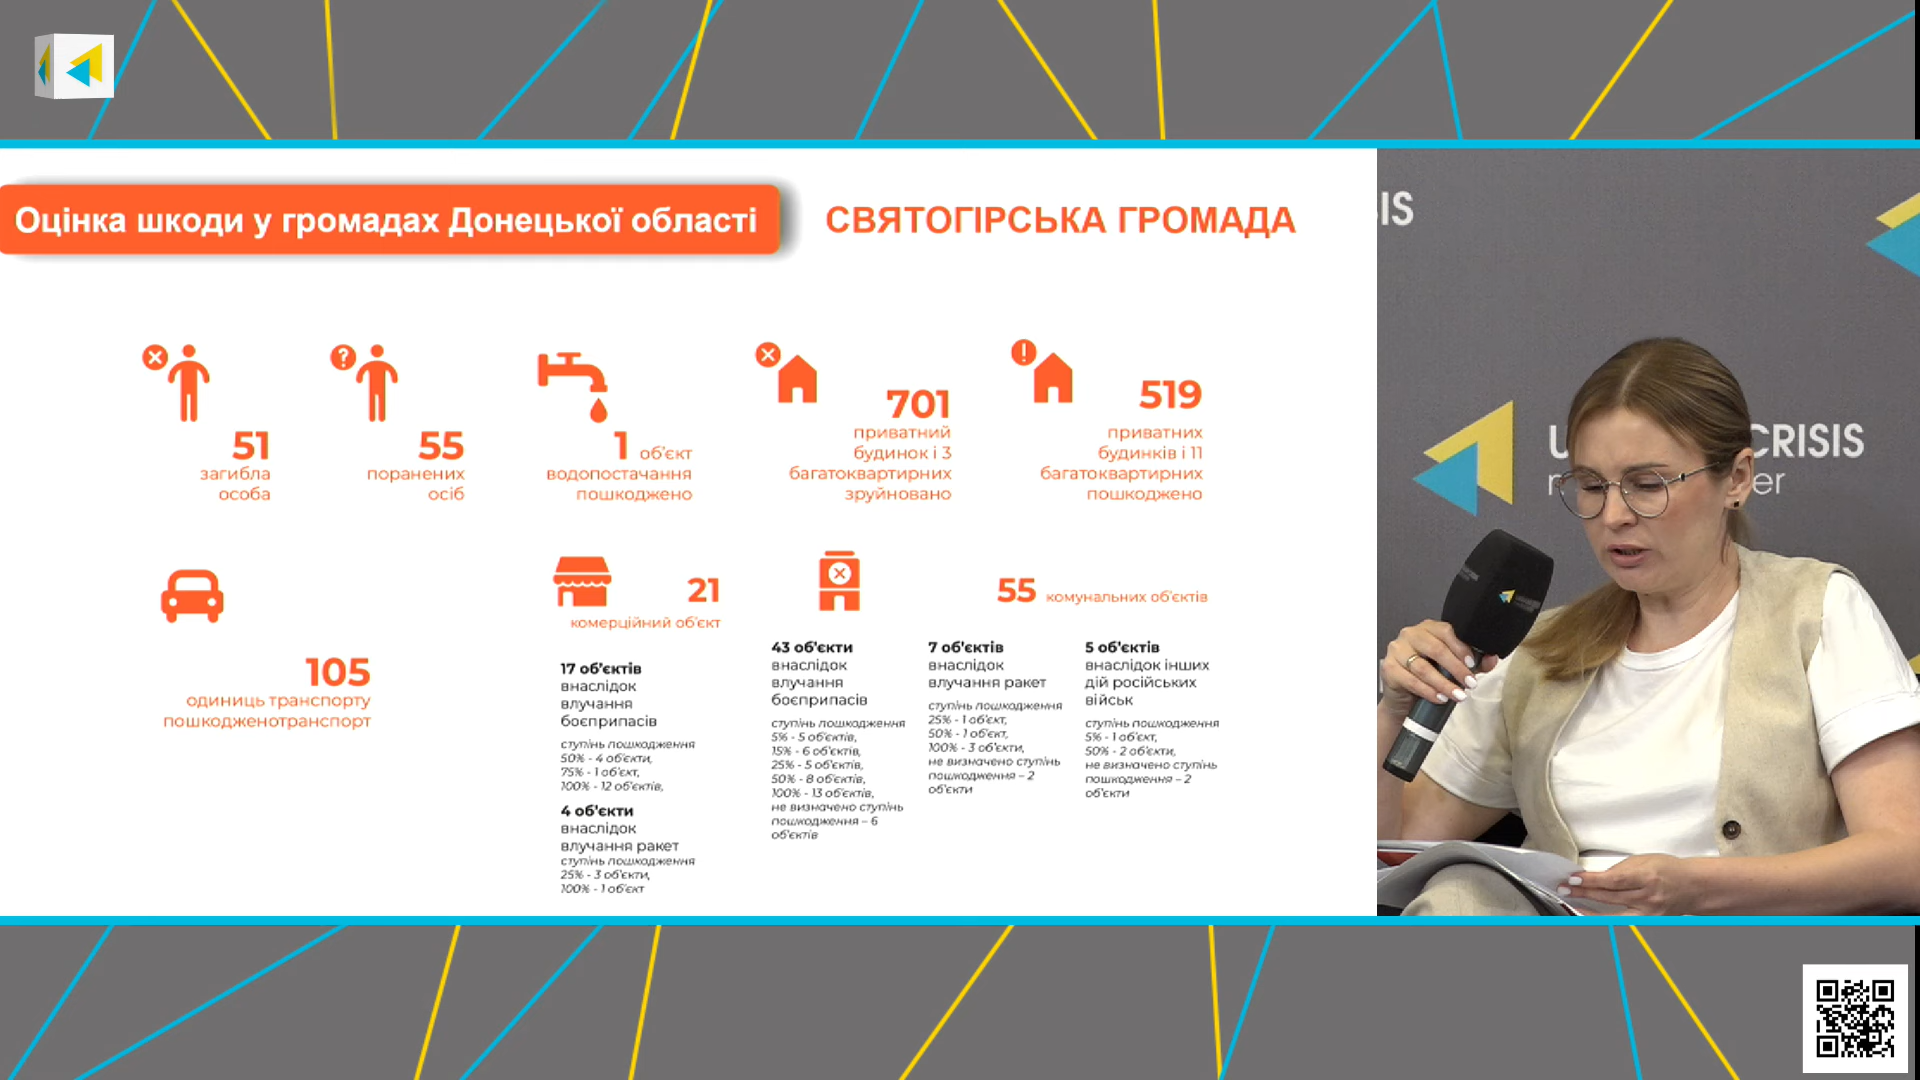 Оцінка шкоди у громадах Донецької області
СВЯТОГІРСЬКА ГРОМАДА
51
загибла
особа
55
поранених
осіб
1 об'єкт
водопостачання
пошкоджено
701
приватний
будинок і 3
багатоквартирних
зруйновано
519
приватних
будинків і 11
багатоквартирних
пошкоджено
105
одиниць транспорту
пошкодженотранспорт
21
комерційний об'єкт
17 об'єктів
внаслідок
влучання
боєприпасів
ступінь пошкодження
50% - 4 об'єкти,
75% - 1 об'єкт,
100% - 12 об'єктів,
4 об'єкти
внаслідок
влучання ракет
ступінь пошкодження
25% - 3 об'єкти,
100% - 1 об'єкт
55 комунальних об'єктів
43 об'єкти
внаслідок
влучання
боєприпасів
ступінь пошкодження
5% - 5 об'єктів,
15% - 6 об'єктів,
25% - 5 об'єктів,
50% - 8 об'єктів,
100% - 13 об'єктів,
не визначено ступінь
пошкодження – 6
об'єктів
7 об'єктів
внаслідок
влучання ракет
ступінь пошкодження
25% - 1 об'єкт,
50% - 1 об'єкт,
100% - 3 об'єкти,
не визначено ступінь
пошкодження – 2
об'єкти
5 об'єктів
внаслідок інших
дій російських
військ
ступінь пошкодження
5% - 1 об'єкт,
50% - 2 об'єкти,
не визначено ступінь
пошкодження – 2
об'єкти
CRISIS